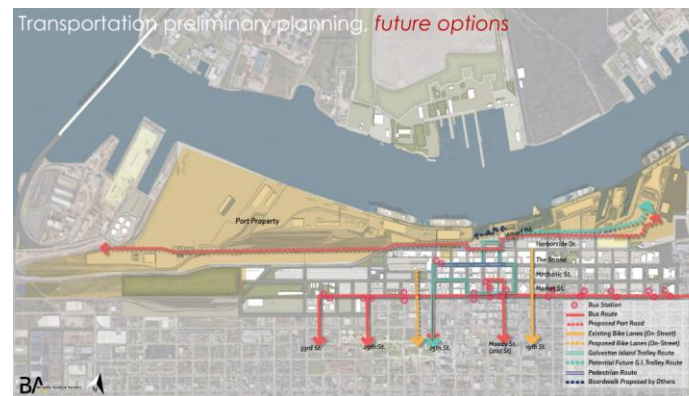 Transportation preliminary planning, future options
Port Property
Wharf Rd.
Harborside Dr.
The Strand
Mechanic St.
Market St.
33rd St.
29th St.
25th St.
Moody St.
(21st St)
19th St.
Bus Station
Bus Route
Proposed Port Road
Existing Bike Lanes (On-Street)
Proposed Bike Lanes (On-Street)
Galveston Island Trolley Route
Potential Future G.I. Trolley Route
Pedestrian Route
Boardwalk Proposed by Others
BA
N